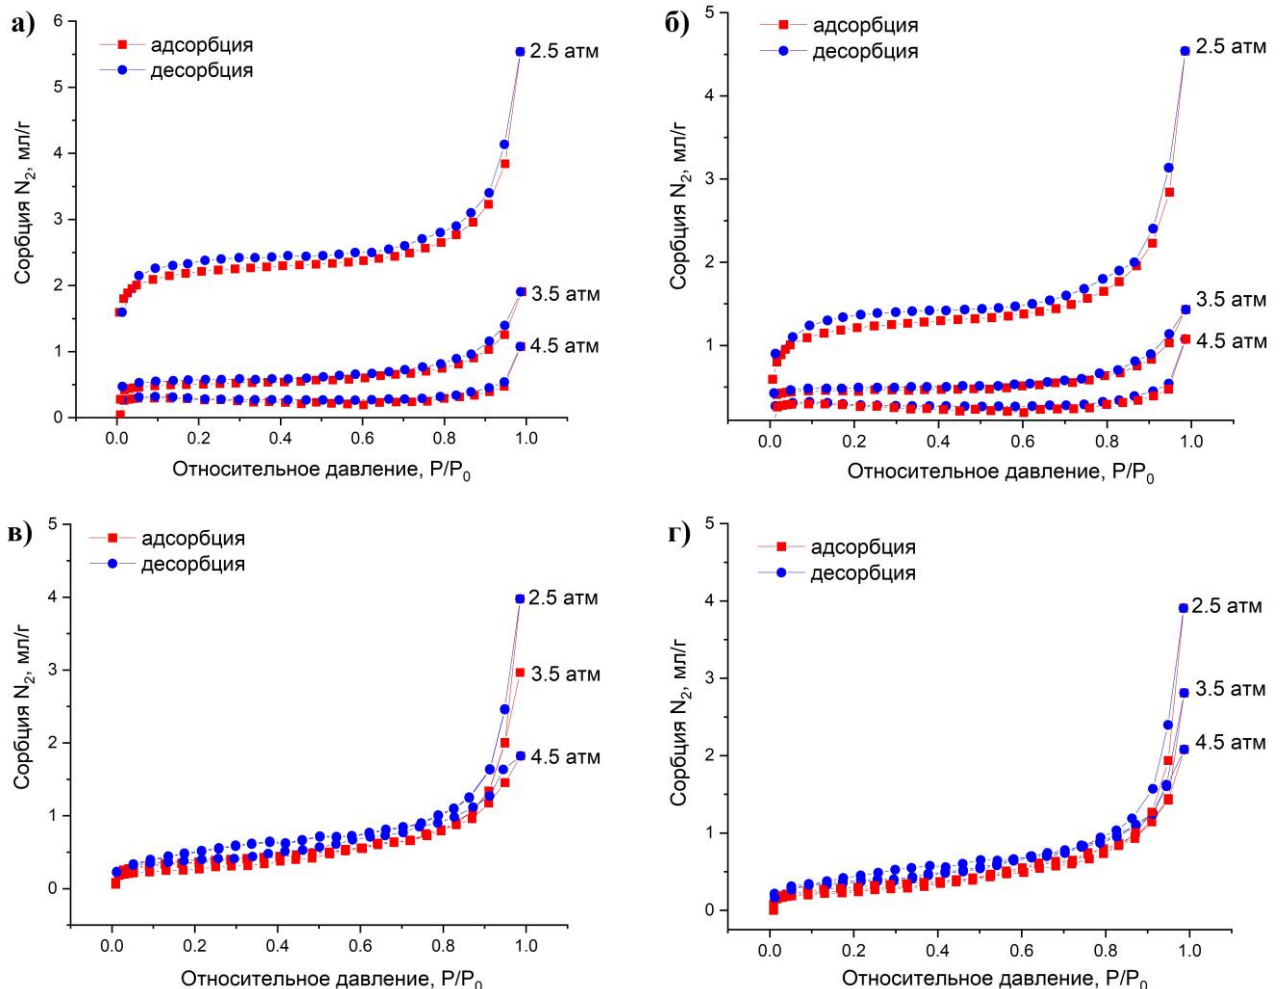 а)
адсорбция
десорбция
2.5 атм
3.5 атм
4.5 атм
6
5
4
3
2
1
0
Сорбция N₂, мл/г
0.0 0.2 0.4 0.6 0.8 1.0
Относительное давление, P/P₀
б)
адсорбция
десорбция
2.5 атм
3.5 атм
4.5 атм
5
4
3
2
1
Сорбция N₂, мл/г
0.0 0.2 0.4 0.6 0.8 1.0
Относительное давление, P/P₀
в)
адсорбция
десорбция
2.5 атм
3.5 атм
4.5 атм
5
4
3
2
1
0
Сорбция N₂, мл/г
0.0 0.2 0.4 0.6 0.8 1.0
Относительное давление, P/P₀
г)
адсорбция
десорбция
2.5 атм
3.5 атм
4.5 атм
5
4
3
2
1
0
Сорбция N₂, мл/г
0.0 0.2 0.4 0.6 0.8 1.0
Относительное давление, P/P₀